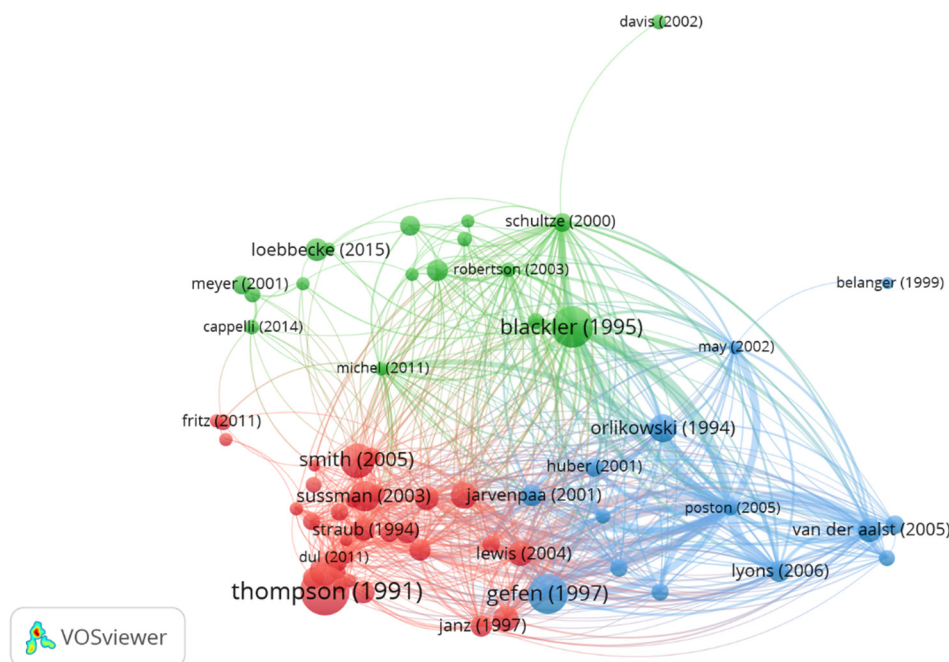 davis (2002)
schultze (2000)
loebbecke (2015)
robertson (2003)
meyer (2001)
belanger (1999)
cappelli (2014)
blackler (1995)
may (2002)
michel (2011)
fritz (2011)
orlikowski (1994)
smith (2005)
huber (2001)
sussman (2003)
jarvenpaa (2001)
poston (2005)
straub (1994)
van der aalst (2005)
dul (2011)
lewis (2004)
lyons (2006)
thompson (1991)
gefen (1997)
janz (1997)
VOSviewer